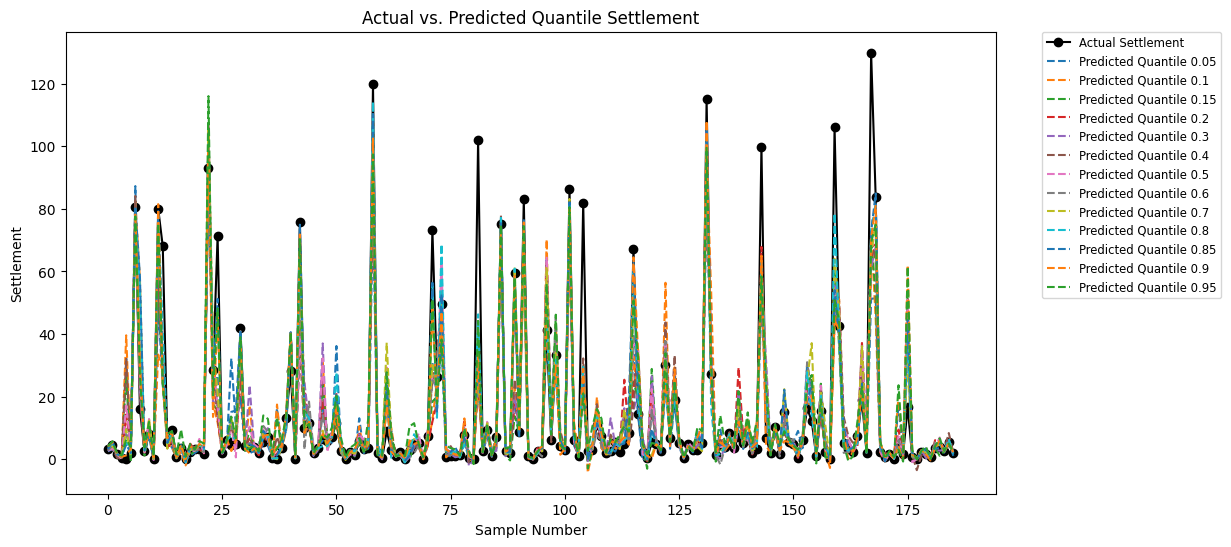 Actual vs. Predicted Quantile Settlement
Settlement
120
100
80
60
40
20
0
0 25 50 75 100 125 150 175
Sample Number
Actual Settlement
Predicted Quantile 0.05
Predicted Quantile 0.1
Predicted Quantile 0.15
Predicted Quantile 0.2
Predicted Quantile 0.3
Predicted Quantile 0.4
Predicted Quantile 0.5
Predicted Quantile 0.6
Predicted Quantile 0.7
Predicted Quantile 0.8
Predicted Quantile 0.85
Predicted Quantile 0.9
Predicted Quantile 0.95